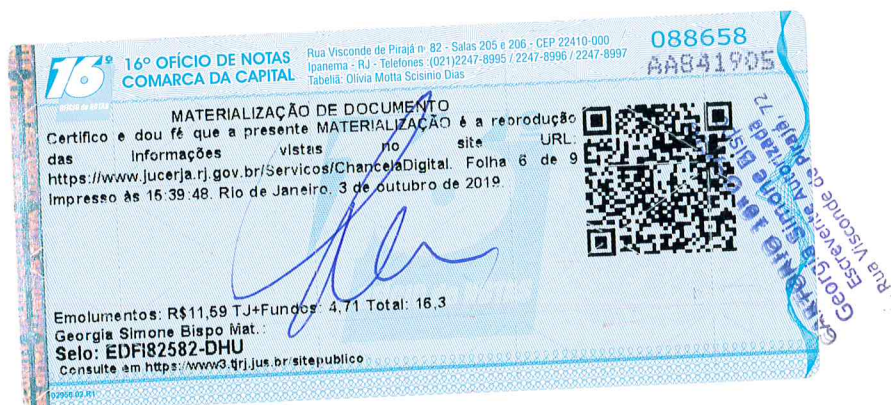 16º
OFÍCIO de NOTAS
16º OFÍCIO DE NOTAS
COMARCA DA CAPITAL
Rua Visconde de Pirajá nº 82 - Salas 205 e 206 - CEP 22410-000
Ipanema - RJ - Telefones :(021)2247-8995 / 2247-8996 / 2247-8997
Tabeliã: Olivia Motta Scisinio Dias
088658
AA841905
MATERIALIZAÇÃO DE DOCUMENTO
Certifico e dou fé que a presente MATERIALIZAÇÃO é a reprodução
das Informações vistas no site URL:
https://www.jucerja.rj.gov.br/Servicos/ChancelaDigital. Folha 6 de 9
Impresso às 15:39:48. Rio de Janeiro, 3 de outubro de 2019.
Emolumentos: R$11,59 TJ+Fundos: 4,71 Total: 16,3
Georgia Simone Bispo Mat.:
Selo: EDFI82582-DHU
Consulte em https://www3.tjrj.jus.br/sitepublico
Georgia Simone Bispo
Escrevente Autorizada
Rua Visconde de Pirajá, 72